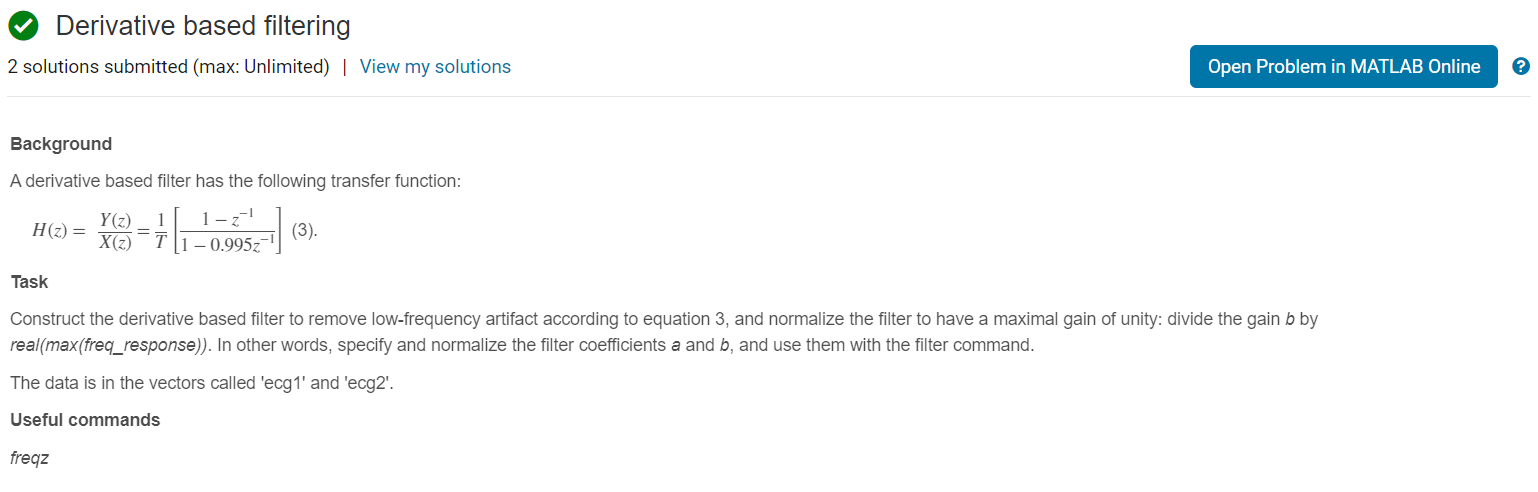 Derivative based filtering
2 solutions submitted (max: Unlimited) | View my solutions
Open Problem in MATLAB Online ?
Background
A derivative based filter has the following transfer function:
H(z) = Y(z)/X(z) = 1/T [1 − z⁻¹ / 1 − 0.995z⁻¹] (3).
Task
Construct the derivative based filter to remove low-frequency artifact according to equation 3, and normalize the filter to have a maximal gain of unity: divide the gain b by
real(max(freq_response)). In other words, specify and normalize the filter coefficients a and b, and use them with the filter command.
The data is in the vectors called 'ecg1' and 'ecg2'.
Useful commands
freqz